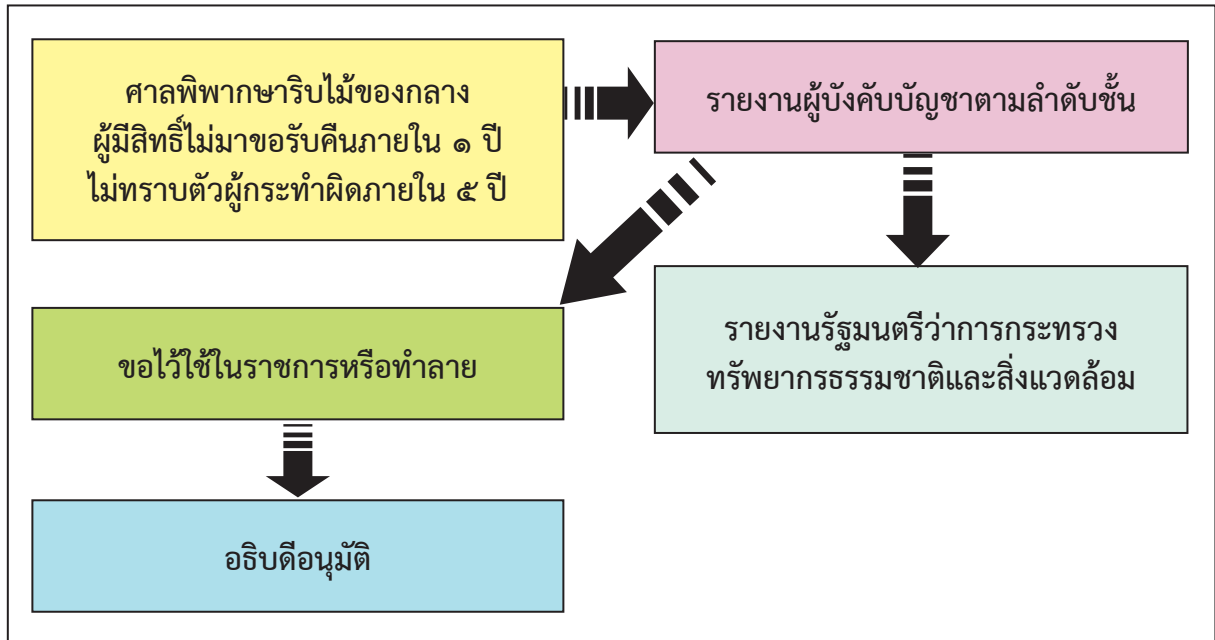 ศาลพิพากษาริบไม้ของกลาง
ผู้มีสิทธิ์ไม่มาขอรับคืนภายใน ๑ ปี
ไม่ทราบตัวผู้กระทำผิดภายใน ๕ ปี
รายงานผู้บังคับบัญชาตามลำดับชั้น
ขอไว้ใช้ในราชการหรือทำลาย
รายงานรัฐมนตรีว่าการกระทรวง
ทรัพยากรธรรมชาติและสิ่งแวดล้อม
อธิบดีอนุมัติ